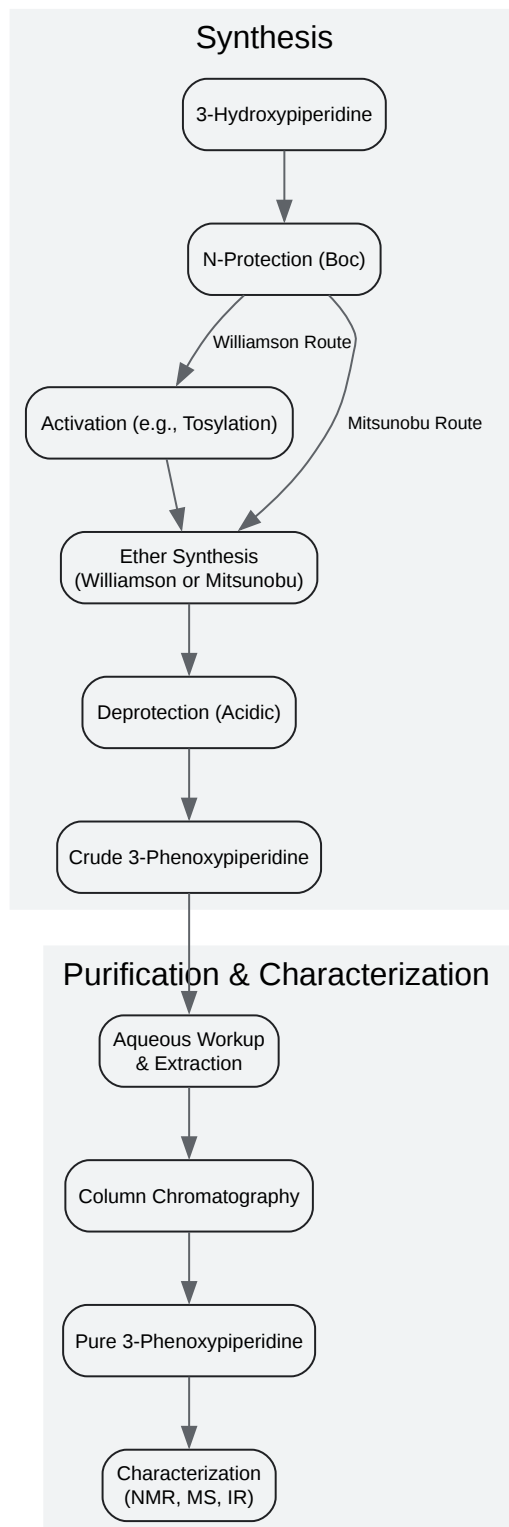 Synthesis
3-Hydroxypiperidine
N-Protection (Boc)
Williamson Route
Activation (e.g., Tosylation)
Mitsunobu Route
Ether Synthesis
(Williamson or Mitsunobu)
Deprotection (Acidic)
Crude 3-Phenoxypiperidine
Purification & Characterization
Aqueous Workup
& Extraction
Column Chromatography
Pure 3-Phenoxypiperidine
Characterization
(NMR, MS, IR)